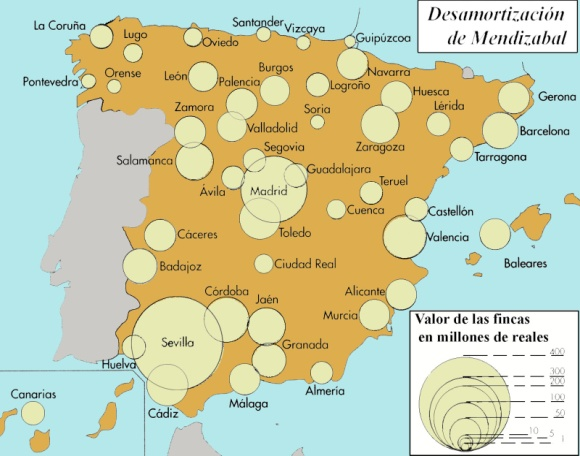 Desamortización
de Mendizabal
La Coruña
Lugo
Oviedo
Santander
Vizcaya
Guipúzcoa
Pontevedra
Orense
León
Palencia
Burgos
Logroño
Navarra
Huesca
Lérida
Gerona
Zamora
Valladolid
Soria
Zaragoza
Barcelona
Tarragona
Salamanca
Segovia
Ávila
Madrid
Guadalajara
Teruel
Cuenca
Castellón
Cáceres
Toledo
Valencia
Baleares
Badajoz
Ciudad Real
Córdoba
Jaén
Alicante
Murcia
Sevilla
Granada
Huelva
Cádiz
Málaga
Almería
Canarias
Valor de las fincas
en millones de reales
400
300
200
100
50
10 5 1